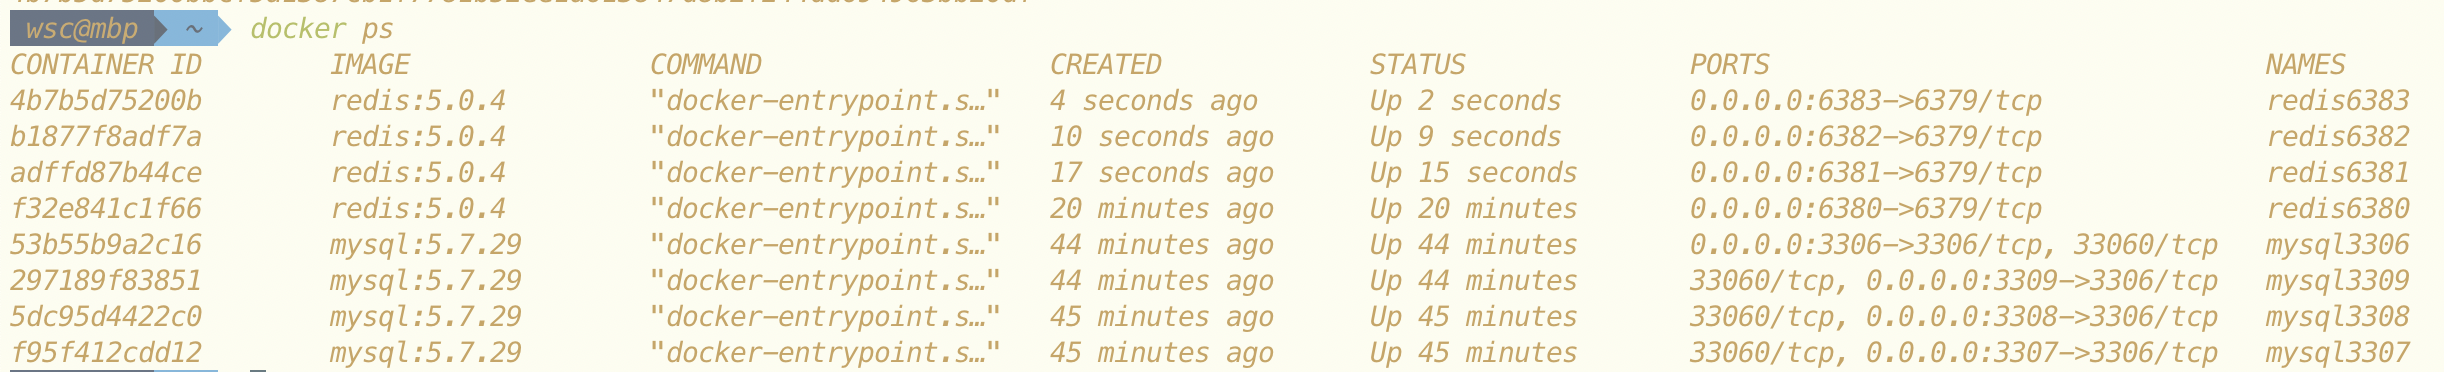 wsc@mbp ~ docker ps
CONTAINER ID IMAGE COMMAND CREATED STATUS PORTS NAMES
4b7b5d75200b redis:5.0.4 "docker-entrypoint.s…" 4 seconds ago Up 2 seconds 0.0.0.0:6383->6379/tcp redis6383
b1877f8adf7a redis:5.0.4 "docker-entrypoint.s…" 10 seconds ago Up 9 seconds 0.0.0.0:6382->6379/tcp redis6382
adffd87b44ce redis:5.0.4 "docker-entrypoint.s…" 17 seconds ago Up 15 seconds 0.0.0.0:6381->6379/tcp redis6381
f32e841c1f66 redis:5.0.4 "docker-entrypoint.s…" 20 minutes ago Up 20 minutes 0.0.0.0:6380->6379/tcp redis6380
53b55b9a2c16 mysql:5.7.29 "docker-entrypoint.s…" 44 minutes ago Up 44 minutes 0.0.0.0:3306->3306/tcp, 33060/tcp mysql3306
297189f83851 mysql:5.7.29 "docker-entrypoint.s…" 44 minutes ago Up 44 minutes 33060/tcp, 0.0.0.0:3309->3306/tcp mysql3309
5dc95d4422c0 mysql:5.7.29 "docker-entrypoint.s…" 45 minutes ago Up 45 minutes 33060/tcp, 0.0.0.0:3308->3306/tcp mysql3308
f95f412cdd12 mysql:5.7.29 "docker-entrypoint.s…" 45 minutes ago Up 45 minutes 33060/tcp, 0.0.0.0:3307->3306/tcp mysql3307